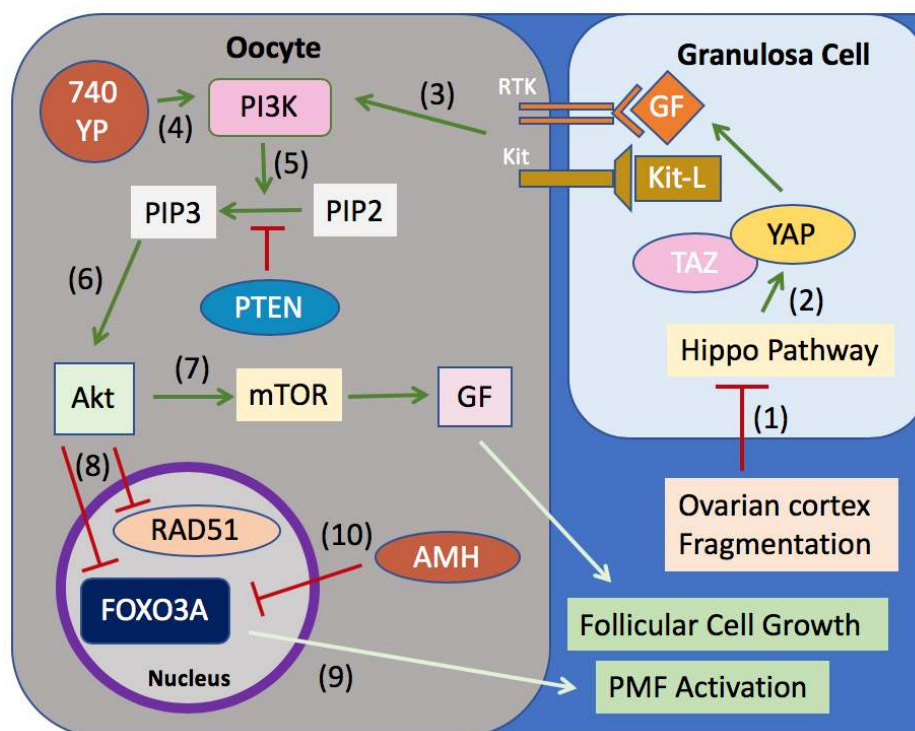 Oocyte
Granulosa Cell
740
YP
(4)
PI3K
(3)
RTK
GF
Kit
Kit-L
(5)
PIP3
PIP2
YAP
TAZ
(6)
PTEN
(2)
Hippo Pathway
Akt
(7)
mTOR
GF
(1)
(8)
RAD51
(10)
AMH
Ovarian cortex
Fragmentation
FOXO3A
Follicular Cell Growth
Nucleus
(9)
PMF Activation